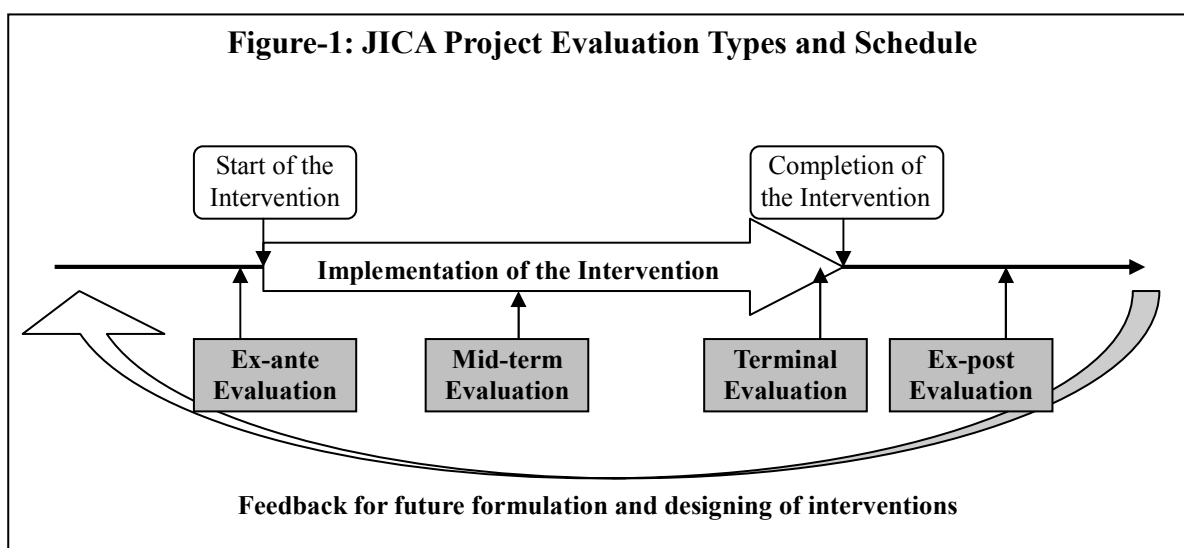 Figure-1: JICA Project Evaluation Types and Schedule
Start of the
Intervention
Completion of
the Intervention
Implementation of the Intervention
Ex-ante
Evaluation
Mid-term
Evaluation
Terminal
Evaluation
Ex-post
Evaluation
Feedback for future formulation and designing of interventions